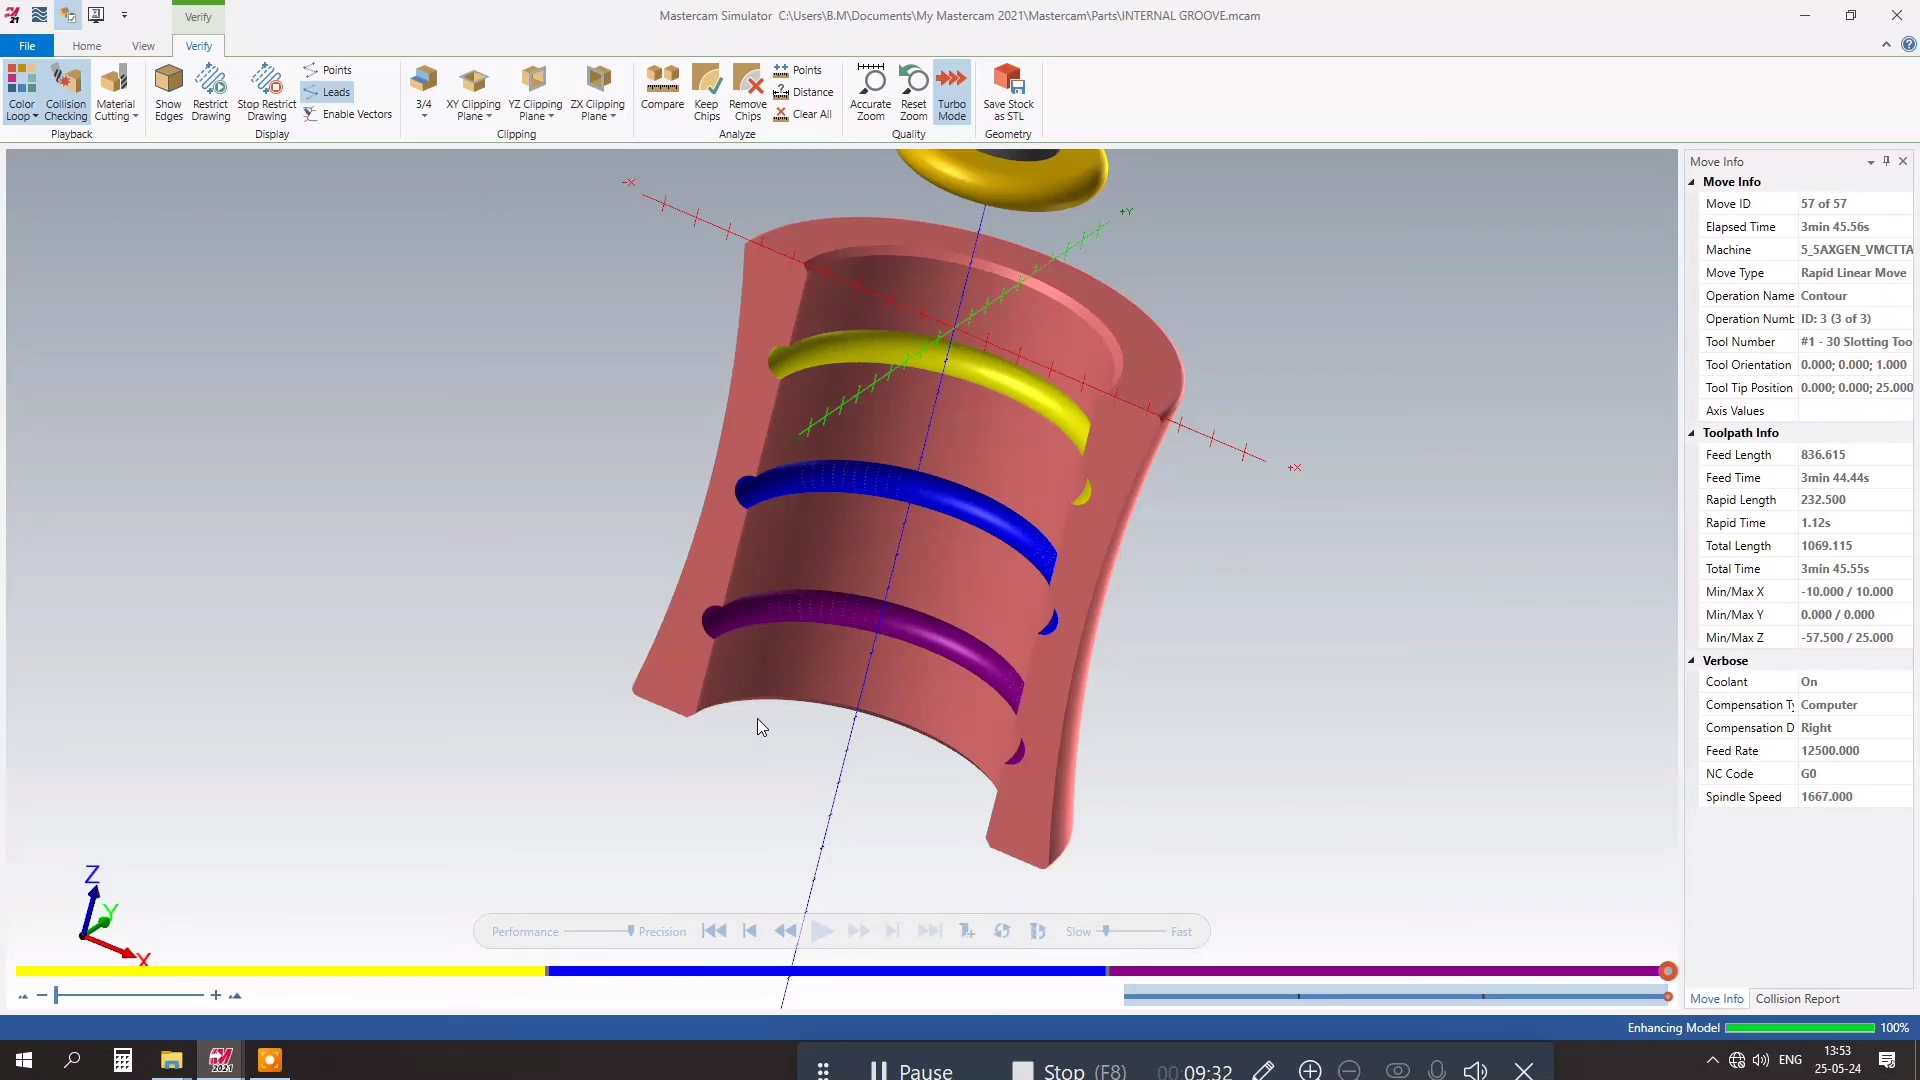 Verify
Mastercam Simulator C:\Users\B.M\Documents\My Mastercam 2021\Mastercam\Parts\INTERNAL GROOVE.mcam
File
Home
View
Verify
Color Loop
Collision Checking
Material Cutting
Playback
Show Edges
Restrict Drawing
Stop Restrict Drawing
Points
Leads
Enable Vectors
Display
3/4
XY Clipping Plane
YZ Clipping Plane
ZX Clipping Plane
Clipping
Compare
Keep Chips
Remove Chips
Points
Distance
Clear All
Analyze
Accurate Zoom
Reset Zoom
Turbo Mode
Quality
Save Stock as STL
Geometry
-X
+Y
+X
Z
Y
X
Move Info
Move Info
Move ID 57 of 57
Elapsed Time 3min 45.56s
Machine 5_5AXGEN_VMCTTA
Move Type Rapid Linear Move
Operation Name Contour
Operation Numb ID: 3 (3 of 3)
Tool Number #1 - 30 Slotting Too
Tool Orientation 0.000; 0.000; 1.000
Tool Tip Position 0.000; 0.000; 25.000
Axis Values
Toolpath Info
Feed Length 836.615
Feed Time 3min 44.44s
Rapid Length 232.500
Rapid Time 1.12s
Total Length 1069.115
Total Time 3min 45.55s
Min/Max X -10.000 / 10.000
Min/Max Y 0.000 / 0.000
Min/Max Z -57.500 / 25.000
Verbose
Coolant On
Compensation Ty Computer
Compensation D Right
Feed Rate 12500.000
NC Code G0
Spindle Speed 1667.000
Performance Precision Slow Fast
Move Info Collision Report
Enhancing Model 100%
2021
Pause Stop (F8) 00:09:32
ENG
13:53
25-05-24